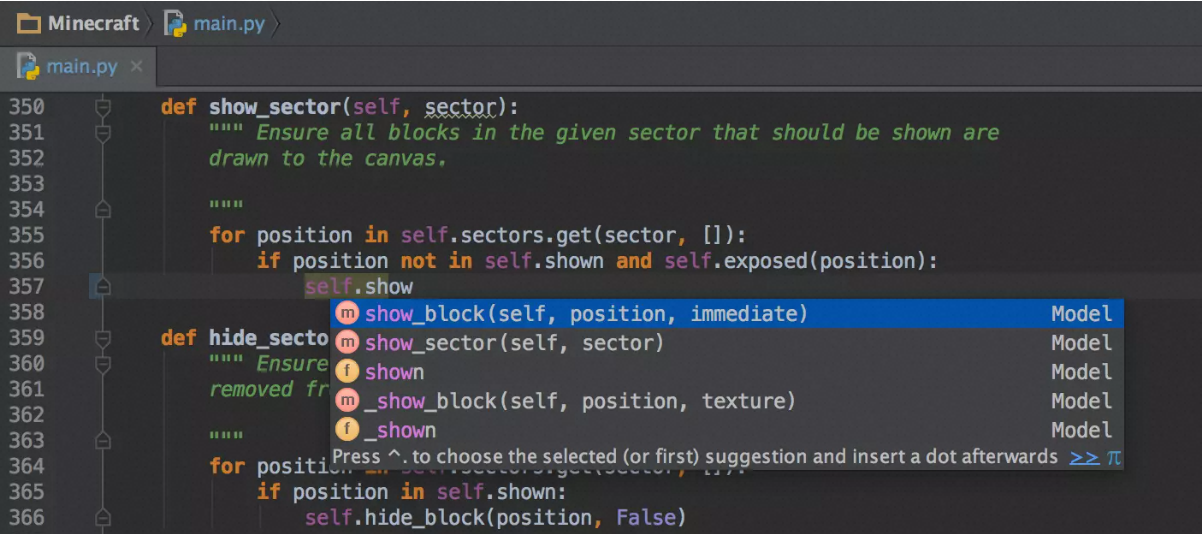 Minecraft main.py
main.py ×
350 def show_sector(self, sector):
351 """ Ensure all blocks in the given sector that should be shown are
352 drawn to the canvas.
353
354 """
355 for position in self.sectors.get(sector, []):
356 if position not in self.shown and self.exposed(position):
357 self.show
358 show_block(self, position, immediate) Model
359 def hide_secto
show_sector(self, sector) Model
360 """ Ensure
shown Model
361 removed fr
_show_block(self, position, texture) Model
362
_shown Model
363 """
Press ^. to choose the selected (or first) suggestion and insert a dot afterwards >> π
364 for positi
365 if position in self.shown:
366 self.hide_block(position, False)